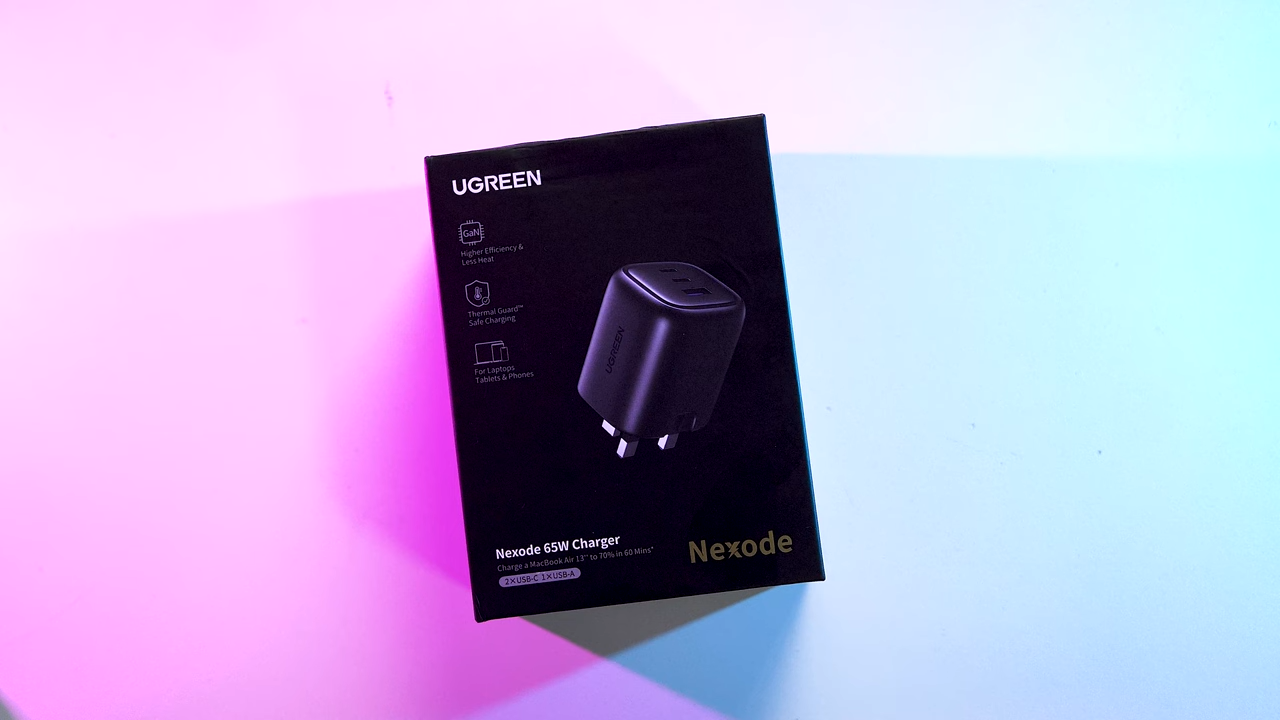 UGREEN
GaN
Higher Efficiency &
Less Heat
Thermal Guard™
Safe Charging
For Laptops
Tablets & Phones
UGREEN
Nexode 65W Charger
Charge a MacBook Air 13'' to 70% in 60 Mins*
2×USB-C 1×USB-A
Nexode